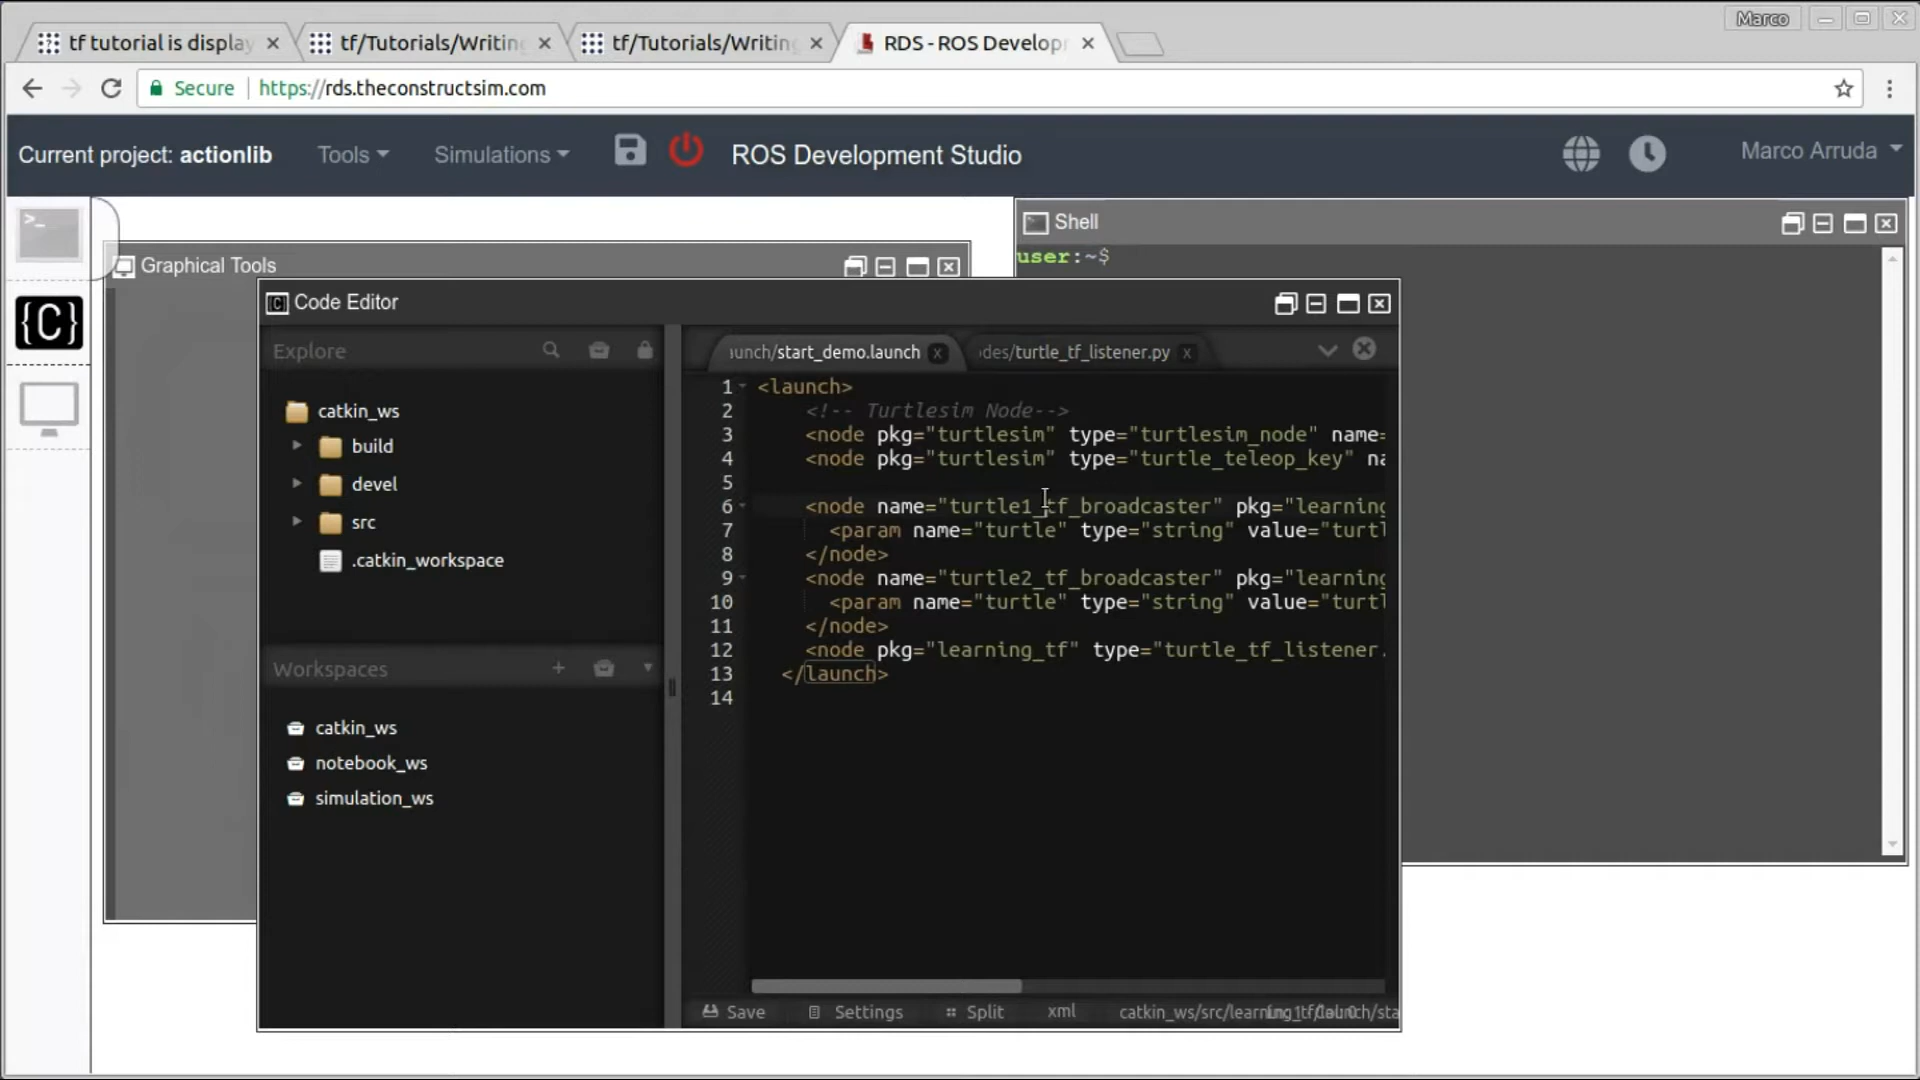 Marco
tf tutorial is display
tf/Tutorials/Writing
tf/Tutorials/Writing
RDS - ROS Develop
Secure https://rds.theconstructsim.com
Current project: actionlib
Tools
Simulations
ROS Development Studio
Marco Arruda
>_
Shell
user:~$
Graphical Tools
{C}
Code Editor
Explore
catkin_ws
build
devel
src
.catkin_workspace
Workspaces
catkin_ws
notebook_ws
simulation_ws
unch/start_demo.launch
des/turtle_tf_listener.py
1 <launch>
2 <!-- Turtlesim Node-->
3 <node pkg="turtlesim" type="turtlesim_node" name=
4 <node pkg="turtlesim" type="turtle_teleop_key" na
5
6 <node name="turtle1_tf_broadcaster" pkg="learning
7 <param name="turtle" type="string" value="turtl
8 </node>
9 <node name="turtle2_tf_broadcaster" pkg="learning
10 <param name="turtle" type="string" value="turtl
11 </node>
12 <node pkg="learning_tf" type="turtle_tf_listener.
13 </launch>
14
Save
Settings
Split
xml